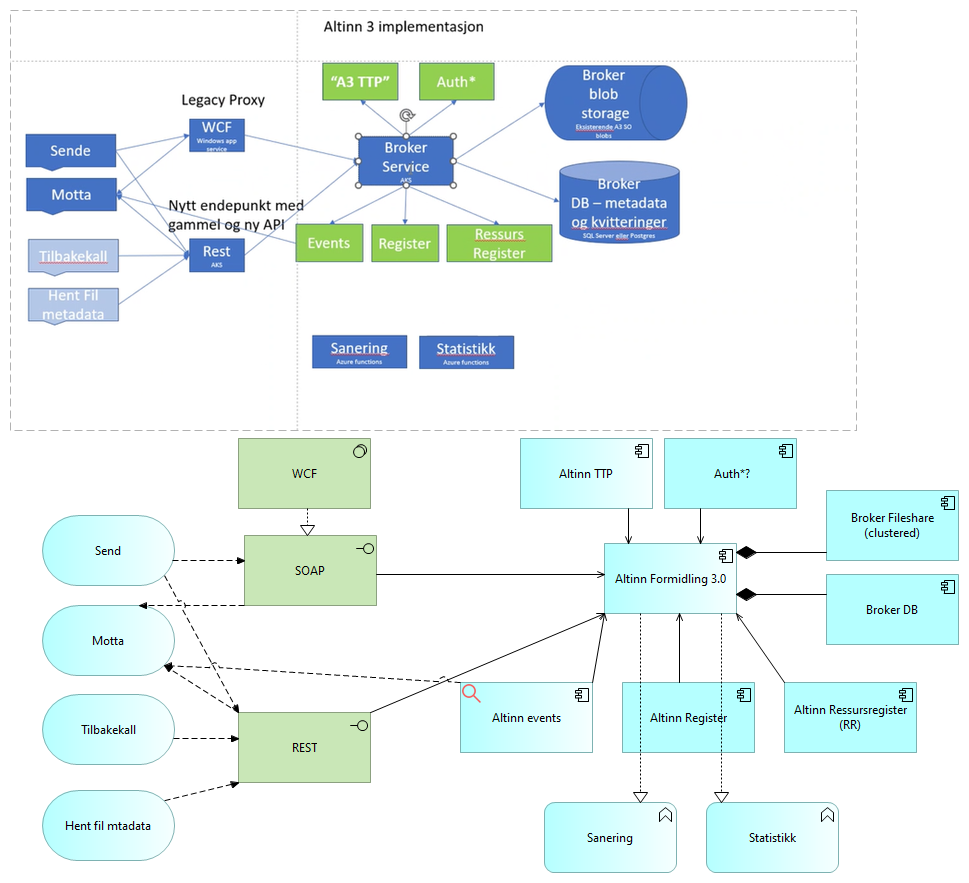 Altinn 3 implementasjon
"A3 TTP"
Auth*
Broker
blob
storage
Eksisterende A3 SO
blobs
Legacy Proxy
WCF
Windows app
service
Sende
Broker
Service
AKS
Motta
Broker
DB – metadata
og kvitteringer
SQL Server eller Postgres
Nytt endepunkt med
gammel og ny API
Events
Register
Ressurs
Register
Tilbakekall
Rest
AKS
Hent Fil
metadata
Sanering
Azure functions
Statistikk
Azure functions
WCF
Altinn TTP
Auth*?
Broker Fileshare
(clustered)
Send
SOAP
Altinn Formidling 3.0
Broker DB
Motta
Altinn events
Altinn Register
Altinn Ressursregister
(RR)
Tilbakekall
REST
Hent fil mtadata
Sanering
Statistikk